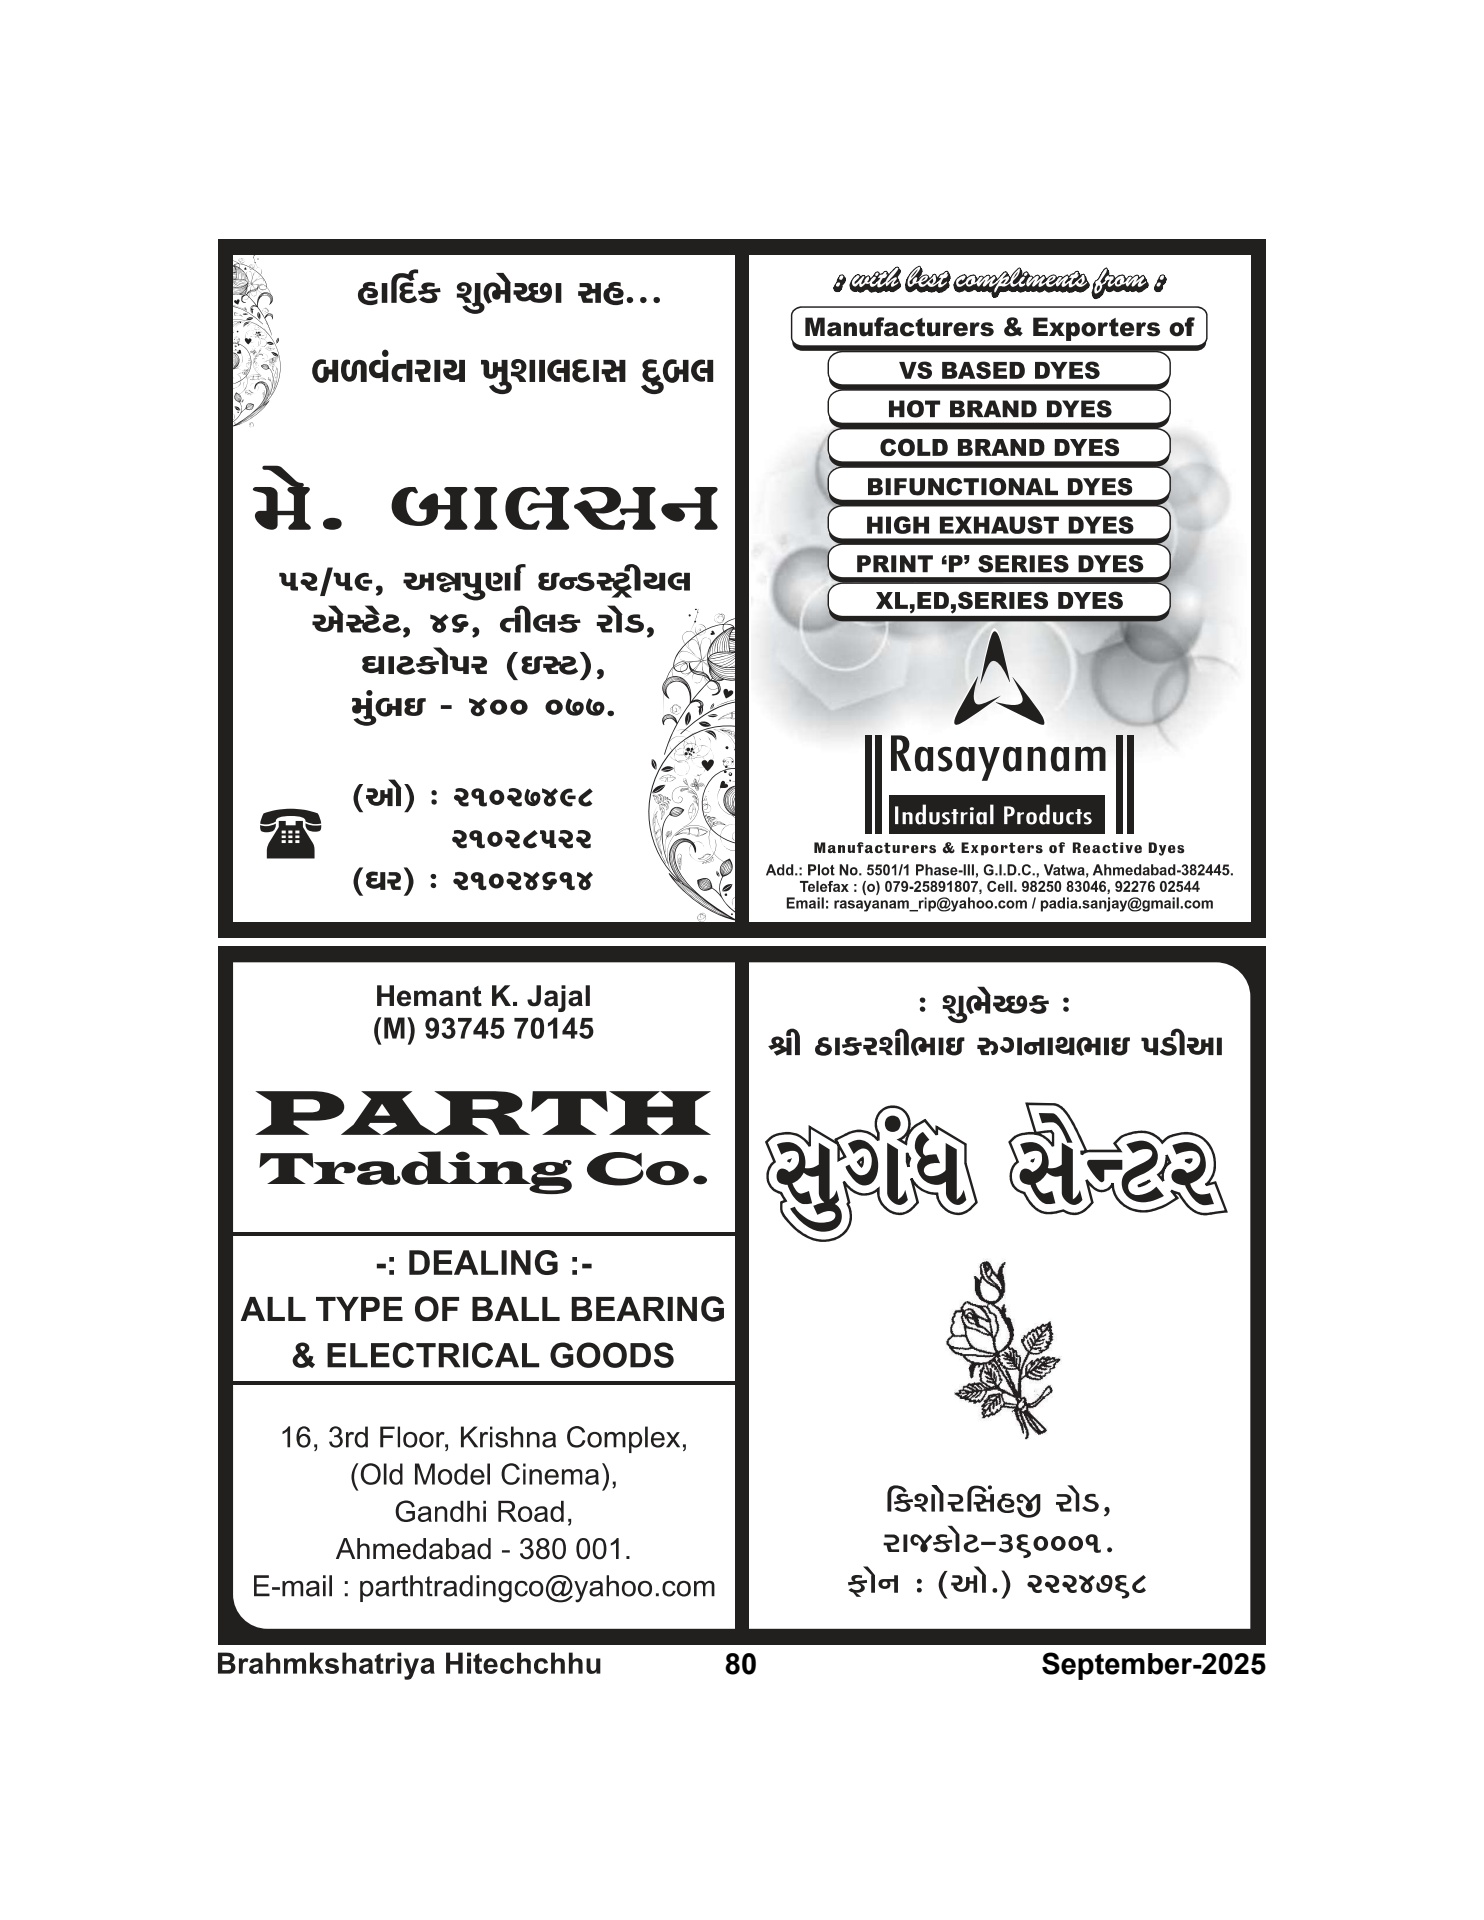 હાર્દિક શુભેચ્છા સહ...
બળવંતરાય ખુશાલદાસ દુબલ
મે. બાલસન
૫૨/૫૯, અન્નપુર્ણા ઇન્ડસ્ટ્રીયલ
એસ્ટેટ, ૪૬, તીલક રોડ,
ઘાટકોપર (ઇસ્ટ),
મુંબઇ - ૪૦૦ ૦૭૭.
(ઓ) : ૨૧૦૨૭૪૯૮
૨૧૦૨૮૫૨૨
(ઘર) : ૨૧૦૨૪૬૧૪
: with best compliments from :
Manufacturers & Exporters of
VS BASED DYES
HOT BRAND DYES
COLD BRAND DYES
BIFUNCTIONAL DYES
HIGH EXHAUST DYES
PRINT ‘P’ SERIES DYES
XL,ED,SERIES DYES
Rasayanam
Industrial Products
Manufacturers & Exporters of Reactive Dyes
Add.: Plot No. 5501/1 Phase-III, G.I.D.C., Vatwa, Ahmedabad-382445.
Telefax : (o) 079-25891807, Cell. 98250 83046, 92276 02544
Email: rasayanam_rip@yahoo.com / padia.sanjay@gmail.com
Hemant K. Jajal
(M) 93745 70145
PARTH
Trading Co.
-: DEALING :-
ALL TYPE OF BALL BEARING
& ELECTRICAL GOODS
16, 3rd Floor, Krishna Complex,
(Old Model Cinema),
Gandhi Road,
Ahmedabad - 380 001.
E-mail : parthtradingco@yahoo.com
: શુભેચ્છક :
શ્રી ઠાકરશીભાઇ રુગનાથભાઇ પડીઆ
સુગંધ સેન્ટર
કિશોરસિંહજી રોડ,
રાજકોટ–૩૬૦૦૦૧.
ફોન : (ઓ.) ૨૨૨૪૭૬૮
Brahmkshatriya Hitechchhu 80 September-2025